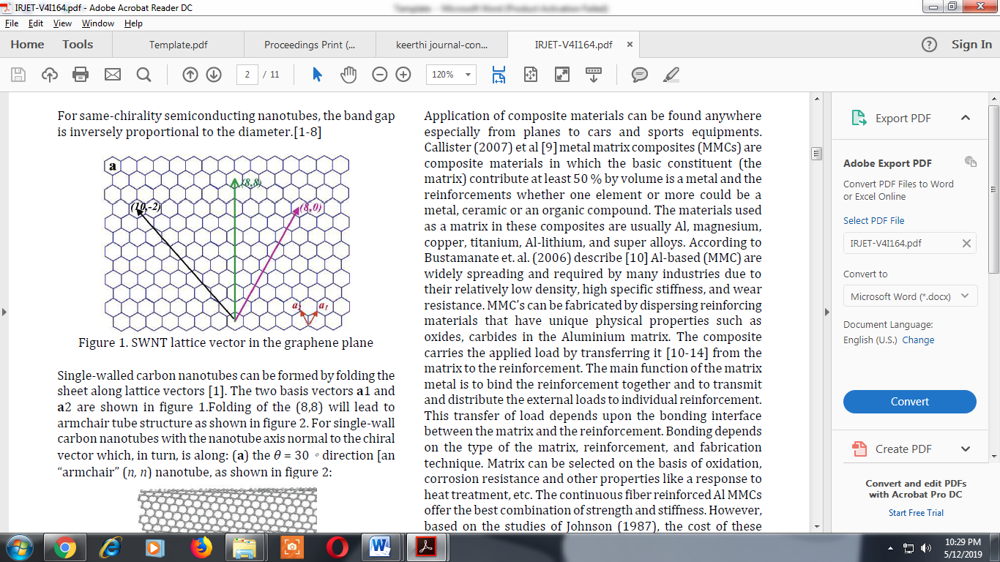 IRJET-V4I164.pdf - Adobe Acrobat Reader DC
Template - Microsoft Word (Product Activation Failed)
File Edit View Window Help
Home Tools Template.pdf Proceedings Print (... keerthi journal-con... IRJET-V4I164.pdf × ? Sign In
2 / 11 120%
For same-chirality semiconducting nanotubes, the band gap
is inversely proportional to the diameter.[1-8]
a
(8,8)
(10,-2)
(8,0)
a2 a1
Figure 1. SWNT lattice vector in the graphene plane
Single-walled carbon nanotubes can be formed by folding the
sheet along lattice vectors [1]. The two basis vectors a1 and
a2 are shown in figure 1.Folding of the (8,8) will lead to
armchair tube structure as shown in figure 2. For single-wall
carbon nanotubes with the nanotube axis normal to the chiral
vector which, in turn, is along: (a) the θ = 30 ◦ direction [an
“armchair” (n, n) nanotube, as shown in figure 2:
Application of composite materials can be found anywhere
especially from planes to cars and sports equipments.
Callister (2007) et al [9] metal matrix composites (MMCs) are
composite materials in which the basic constituent (the
matrix) contribute at least 50 % by volume is a metal and the
reinforcements whether one element or more could be a
metal, ceramic or an organic compound. The materials used
as a matrix in these composites are usually Al, magnesium,
copper, titanium, Al-lithium, and super alloys. According to
Bustamanate et. al. (2006) describe [10] Al-based (MMC) are
widely spreading and required by many industries due to
their relatively low density, high specific stiffness, and wear
resistance. MMC’s can be fabricated by dispersing reinforcing
materials that have unique physical properties such as
oxides, carbides in the Aluminium matrix. The composite
carries the applied load by transferring it [10-14] from the
matrix to the reinforcement. The main function of the matrix
metal is to bind the reinforcement together and to transmit
and distribute the external loads to individual reinforcement.
This transfer of load depends upon the bonding interface
between the matrix and the reinforcement. Bonding depends
on the type of the matrix, reinforcement, and fabrication
technique. Matrix can be selected on the basis of oxidation,
corrosion resistance and other properties like a response to
heat treatment, etc. The continuous fiber reinforced Al MMCs
offer the best combination of strength and stiffness. However,
based on the studies of Johnson (1987), the cost of these
Export PDF
Adobe Export PDF
Convert PDF Files to Word
or Excel Online
Select PDF File
IRJET-V4I164.pdf
Convert to
Microsoft Word (*.docx)
Document Language:
English (U.S.) Change
Convert
Create PDF
Convert and edit PDFs
with Acrobat Pro DC
Start Free Trial
10:29 PM
5/12/2019